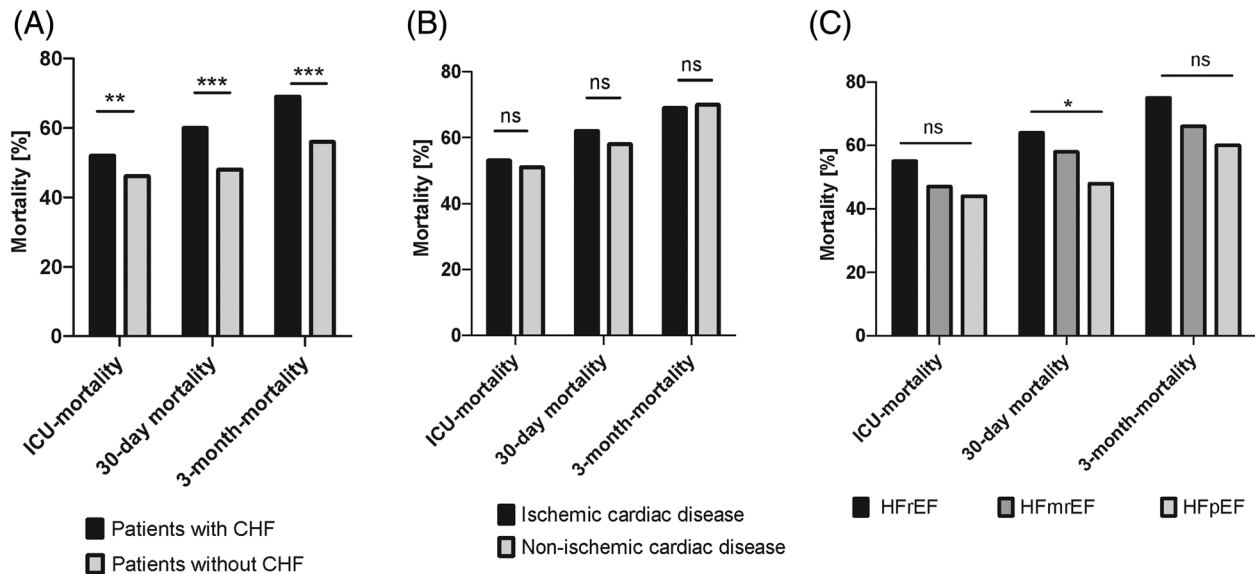 (A)
Mortality [%]
80
60
40
20
0
**
***
***
ICU-mortality
30-day mortality
3-month-mortality
Patients with CHF
Patients without CHF
(B)
Mortality [%]
80
60
40
20
0
ns
ns
ns
ICU-mortality
30-day mortality
3-month-mortality
Ischemic cardiac disease
Non-ischemic cardiac disease
(C)
Mortality [%]
80
60
40
20
0
ns
*
ns
ICU-mortality
30-day mortality
3-month-mortality
HFrEF HFmrEF HFpEF